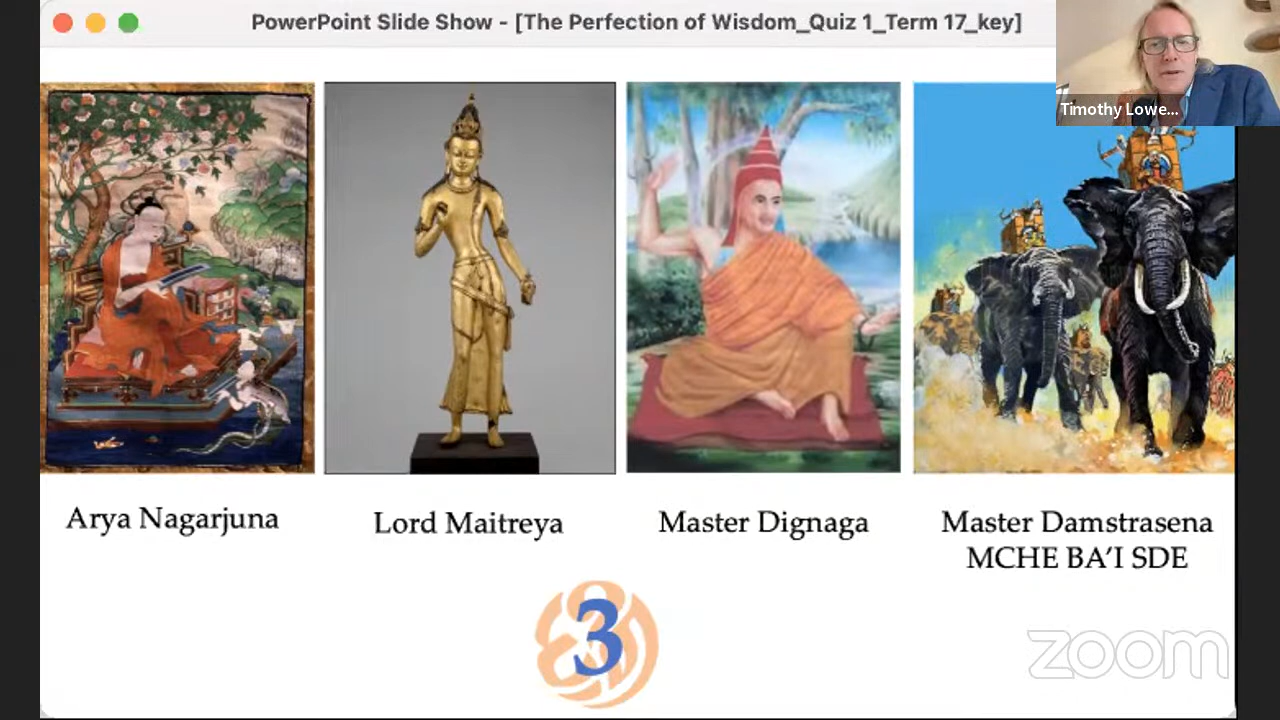 PowerPoint Slide Show - [The Perfection of Wisdom_Quiz 1_Term 17_key]
Timothy Lowe...
Arya Nagarjuna
Lord Maitreya
Master Dignaga
Master Damstrasena
MCHE BA’I SDE
3
zoom